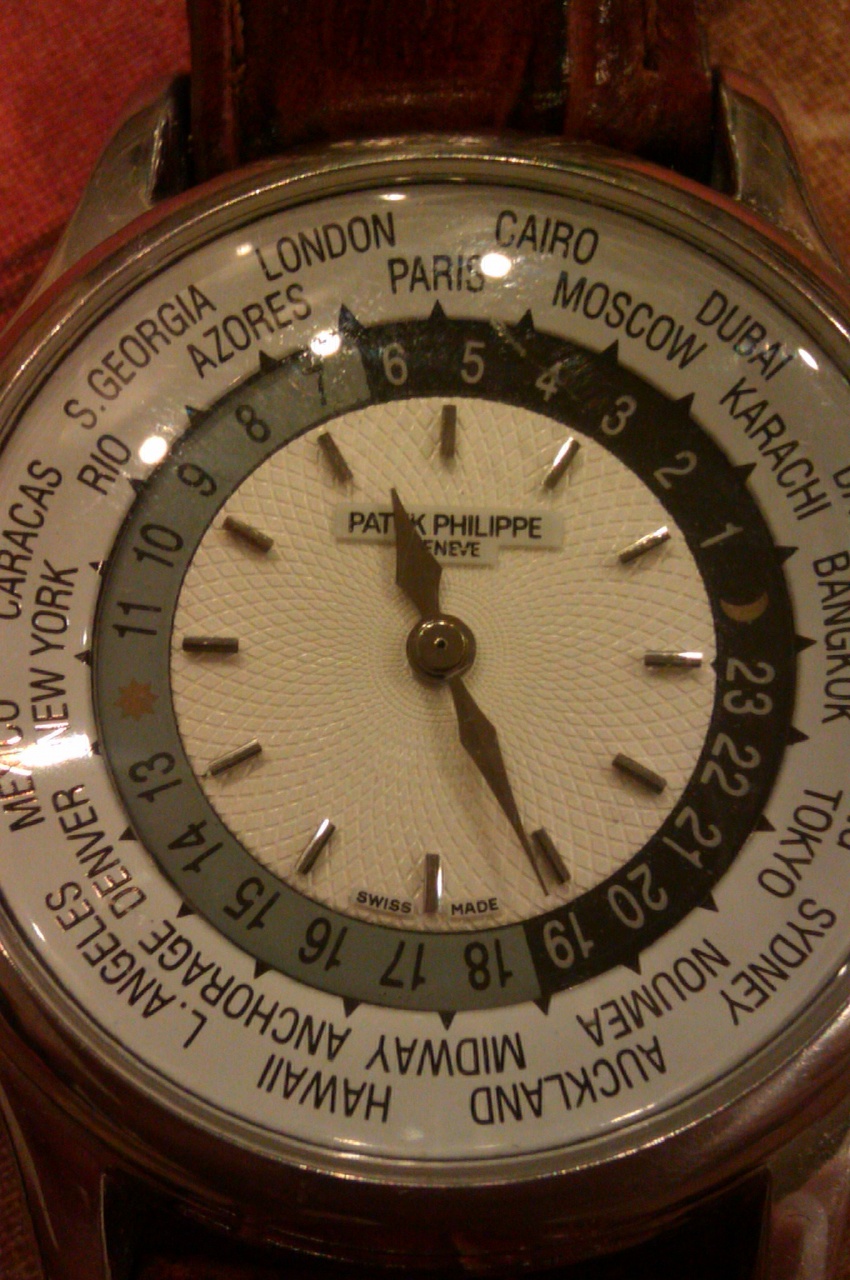 LONDON
CAIRO
PARIS
MOSCOW
DUBAI
KARACHI
BANGKOK
TOKYO
SYDNEY
NOUMEA
AUCKLAND
MIDWAY
HAWAII
ANCHORAGE
L.ANGELES
DENVER
MEXICO
NEW YORK
CARACAS
RIO
S.GEORGIA
AZORES
6
5
4
3
2
1
23
22
21
20
19
18
17
16
15
14
13
11
10
9
8
7
PATEK PHILIPPE
GENEVE
SWISS MADE